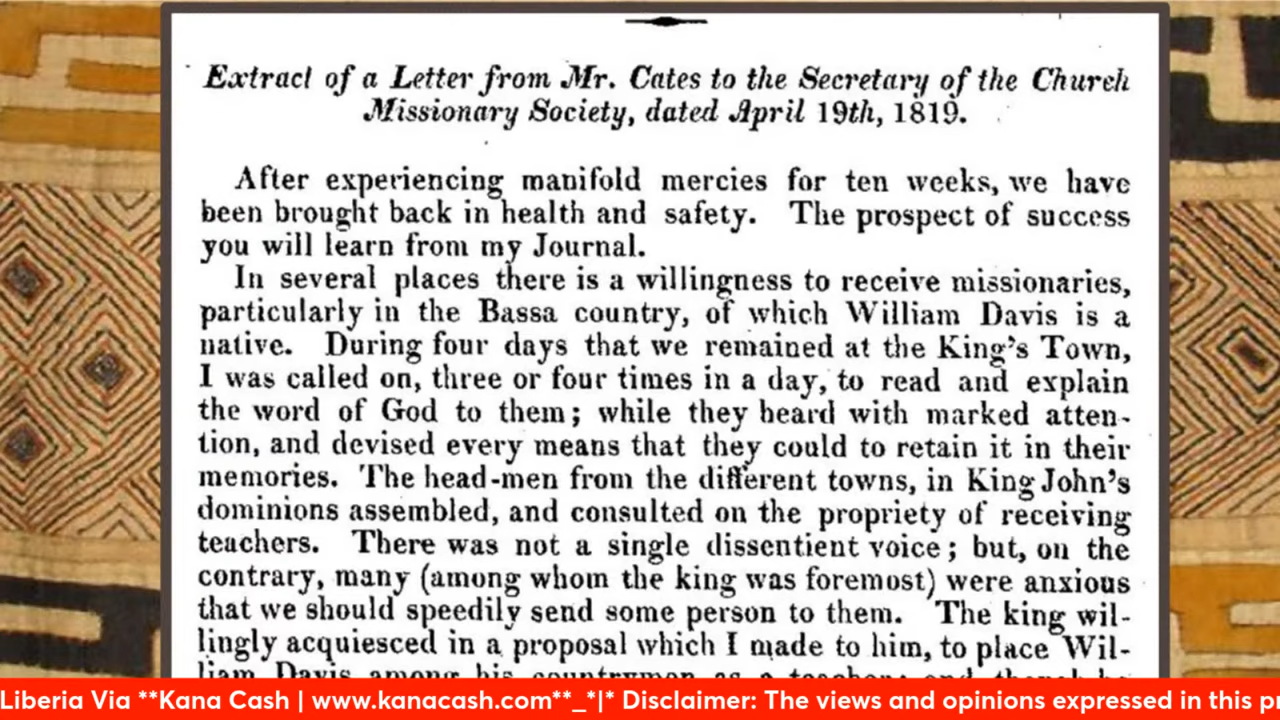 Extract of a Letter from Mr. Cates to the Secretary of the Church
Missionary Society, dated April 19th, 1819.
After experiencing manifold mercies for ten weeks, we have
been brought back in health and safety. The prospect of success
you will learn from my Journal.
In several places there is a willingness to receive missionaries,
particularly in the Bassa country, of which William Davis is a
native. During four days that we remained at the King's Town,
I was called on, three or four times in a day, to read and explain
the word of God to them; while they heard with marked atten-
tion, and devised every means that they could to retain it in their
memories. The head-men from the different towns, in King John's
dominions assembled, and consulted on the propriety of receiving
teachers. There was not a single dissentient voice; but, on the
contrary, many (among whom the king was foremost) were anxious
that we should speedily send some person to them. The king wil-
lingly acquiesced in a proposal which I made to him, to place Wil-
liam Davis among his countrymen as a teacher; and
Liberia Via **Kana Cash | www.kanacash.com**_*|* Disclaimer: The views and opinions expressed in this p